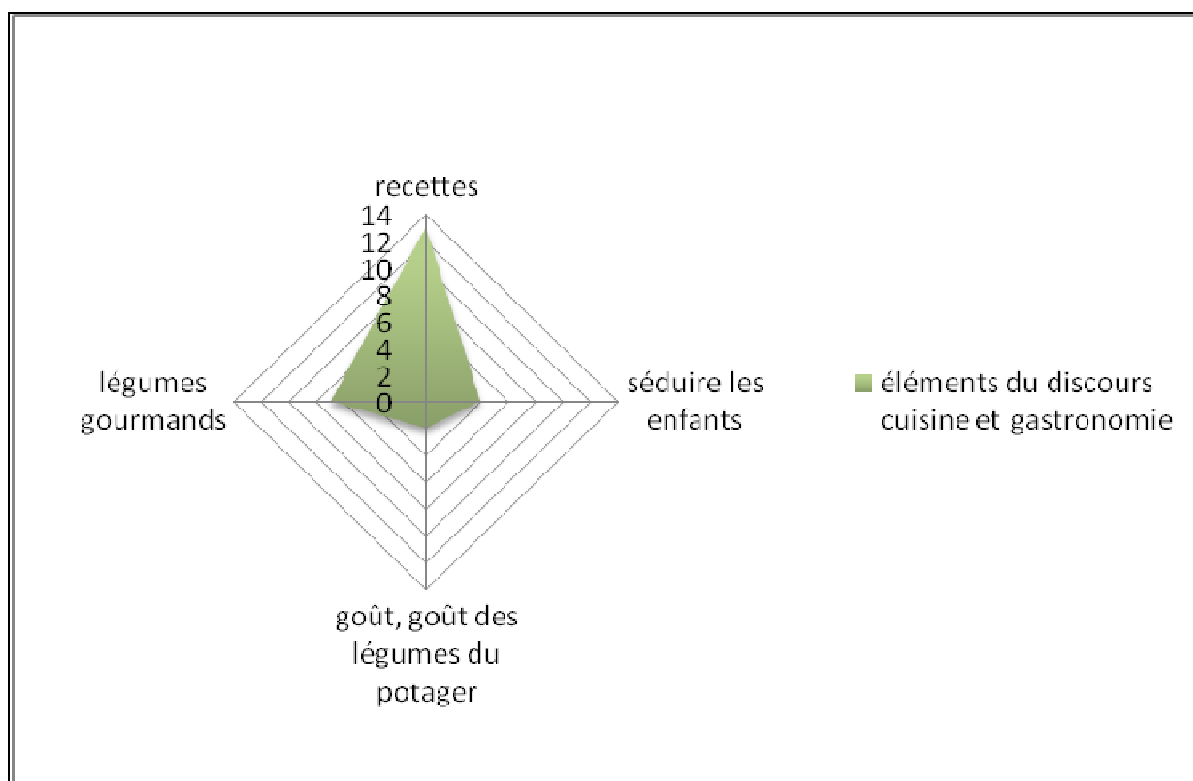 recettes
14
12
10
8
6
4
2
0
légumes
gourmands
séduire les
enfants
goût, goût des
légumes du
potager
éléments du discours
cuisine et gastronomie